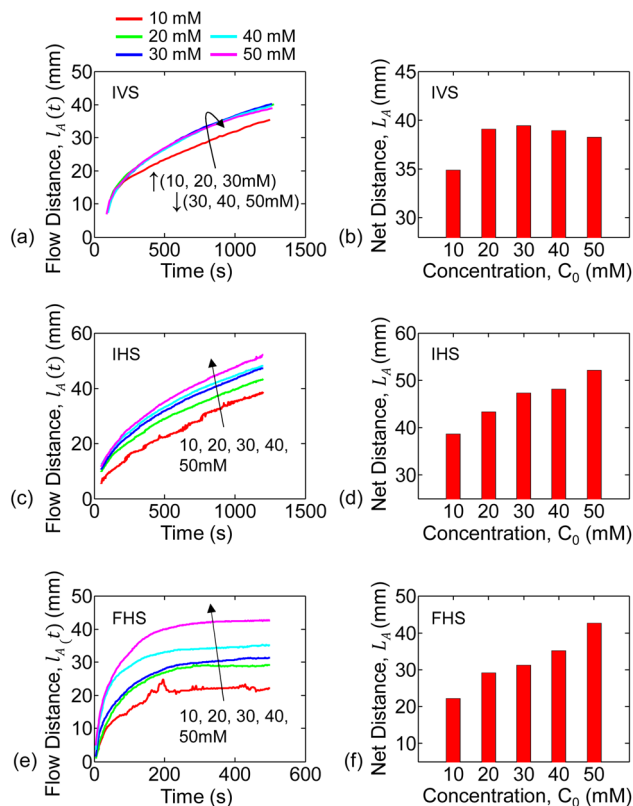 10 mM
20 mM
30 mM
40 mM
50 mM
Flow Distance, l_A(t) (mm)
50
40
30
20
10
0
IVS
↑(10, 20, 30mM)
↓(30, 40, 50mM)
0 500 1000 1500
Time (s)
(a)
Net Distance, L_A (mm)
45
40
35
30
IVS
10 20 30 40 50
Concentration, C₀ (mM)
(b)
Flow Distance, l_A(t) (mm)
60
40
20
0
IHS
10, 20, 30, 40,
50mM
0 500 1000 1500
Time (s)
(c)
Net Distance, L_A (mm)
60
50
40
30
IHS
10 20 30 40 50
Concentration, C₀ (mM)
(d)
Flow Distance, l_A(t) (mm)
50
40
30
20
10
0
FHS
10, 20, 30, 40,
50mM
0 200 400 600
Time (s)
(e)
Net Distance, L_A (mm)
50
40
30
20
10
FHS
10 20 30 40 50
Concentration, C₀ (mM)
(f)